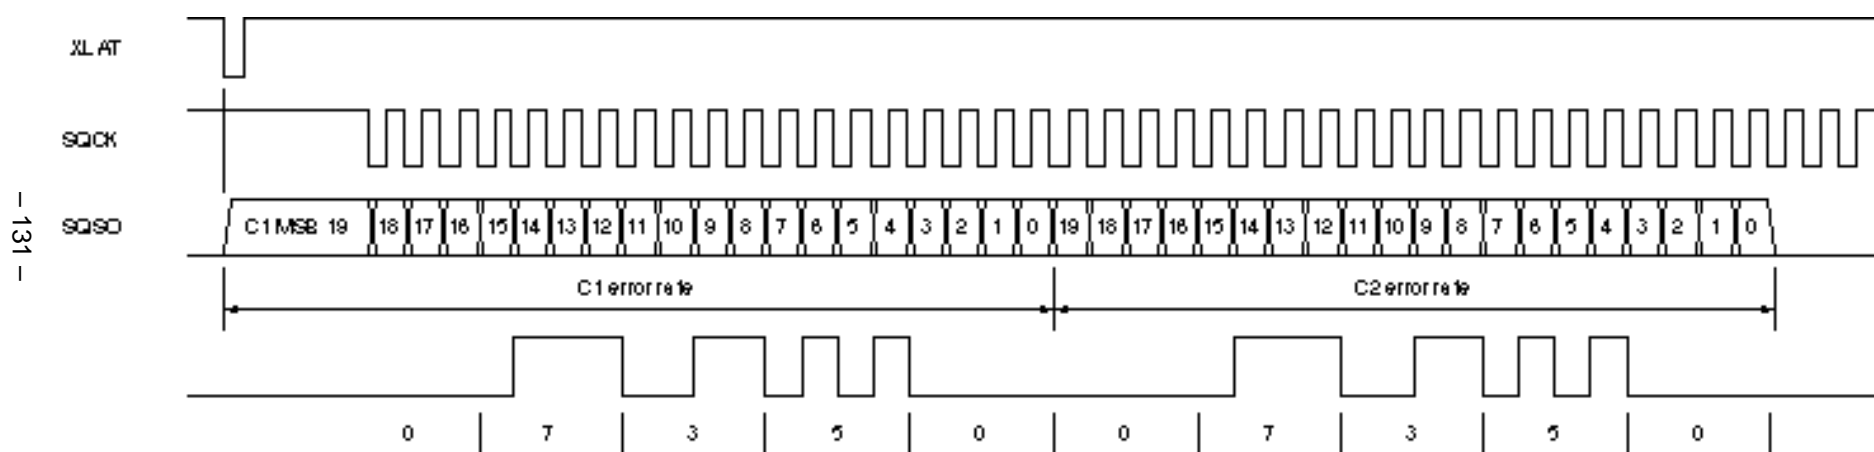 XLAT
SQCK
– 131 –
SQSO C1 MSB 19 18 17 16 15 14 13 12 11 10 9 8 7 6 5 4 3 2 1 0 19 18 17 16 15 14 13 12 11 10 9 8 7 6 5 4 3 2 1 0
C1 error rate C2 error rate
0 7 3 5 0 0 7 3 5 0